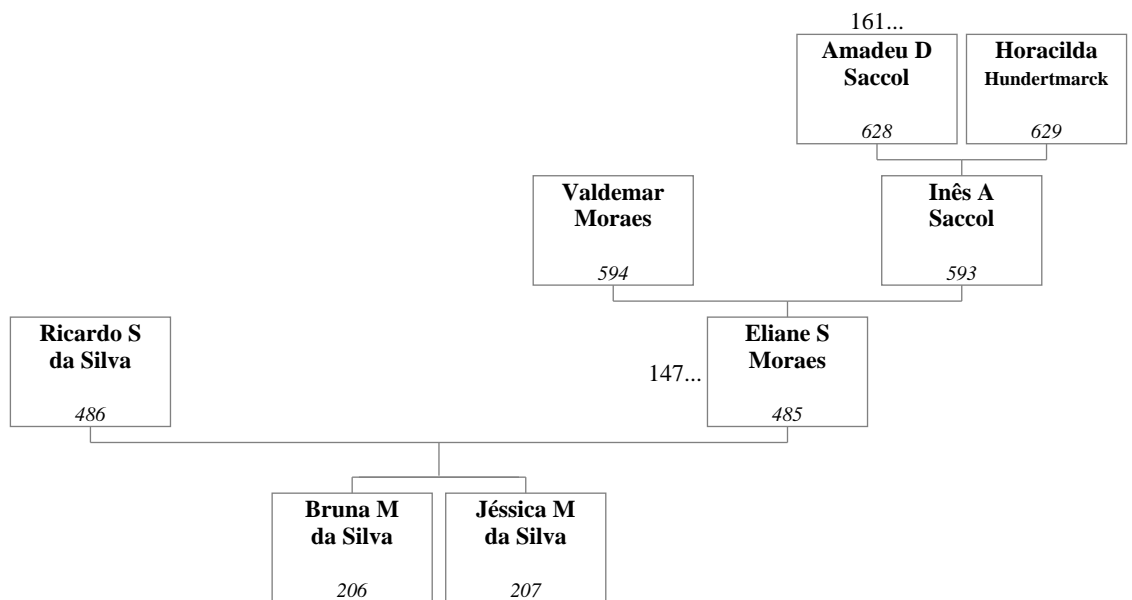 161...
Amadeu D
Saccol
628
Horacilda
Hundertmarck
629
Valdemar
Moraes
594
Inês A
Saccol
593
Ricardo S
da Silva
486
147...
Eliane S
Moraes
485
Bruna M
da Silva
206
Jéssica M
da Silva
207